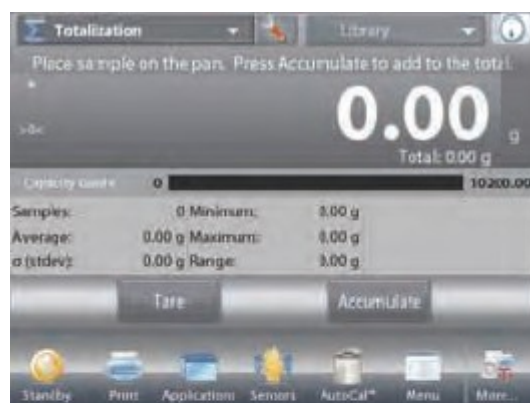 Σ Totalization Library
Place sample on the pan. Press Accumulate to add to the total.
*
>0<
0.00 g
Total: 0.00 g
Capacity Guide 0 10200.00
Samples: 0 Minimum: 0.00 g
Average: 0.00 g Maximum: 0.00 g
σ (stdev): 0.00 g Range: 0.00 g
Tare Accumulate
Standby Print Applications Sensors AutoCal™ Menu More...